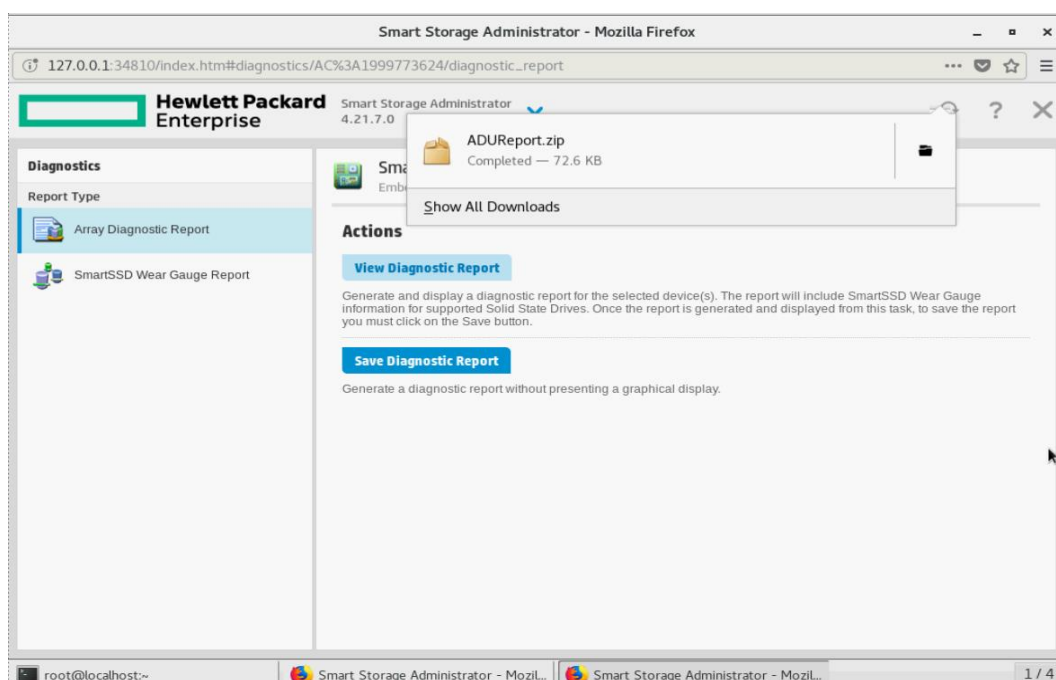 Smart Storage Administrator - Mozilla Firefox
127.0.0.1:34810/index.htm#diagnostics/AC%3A1999773624/diagnostic_report
Hewlett Packard
Enterprise
Smart Storage Administrator
4.21.7.0
ADUReport.zip
Completed — 72.6 KB
Show All Downloads
Diagnostics
Report Type
Array Diagnostic Report
SmartSSD Wear Gauge Report
Actions
View Diagnostic Report
Generate and display a diagnostic report for the selected device(s). The report will include SmartSSD Wear Gauge
information for supported Solid State Drives. Once the report is generated and displayed from this task, to save the report
you must click on the Save button.
Save Diagnostic Report
Generate a diagnostic report without presenting a graphical display.
root@localhost:~
Smart Storage Administrator - Mozil...
Smart Storage Administrator - Mozil...
1 / 4